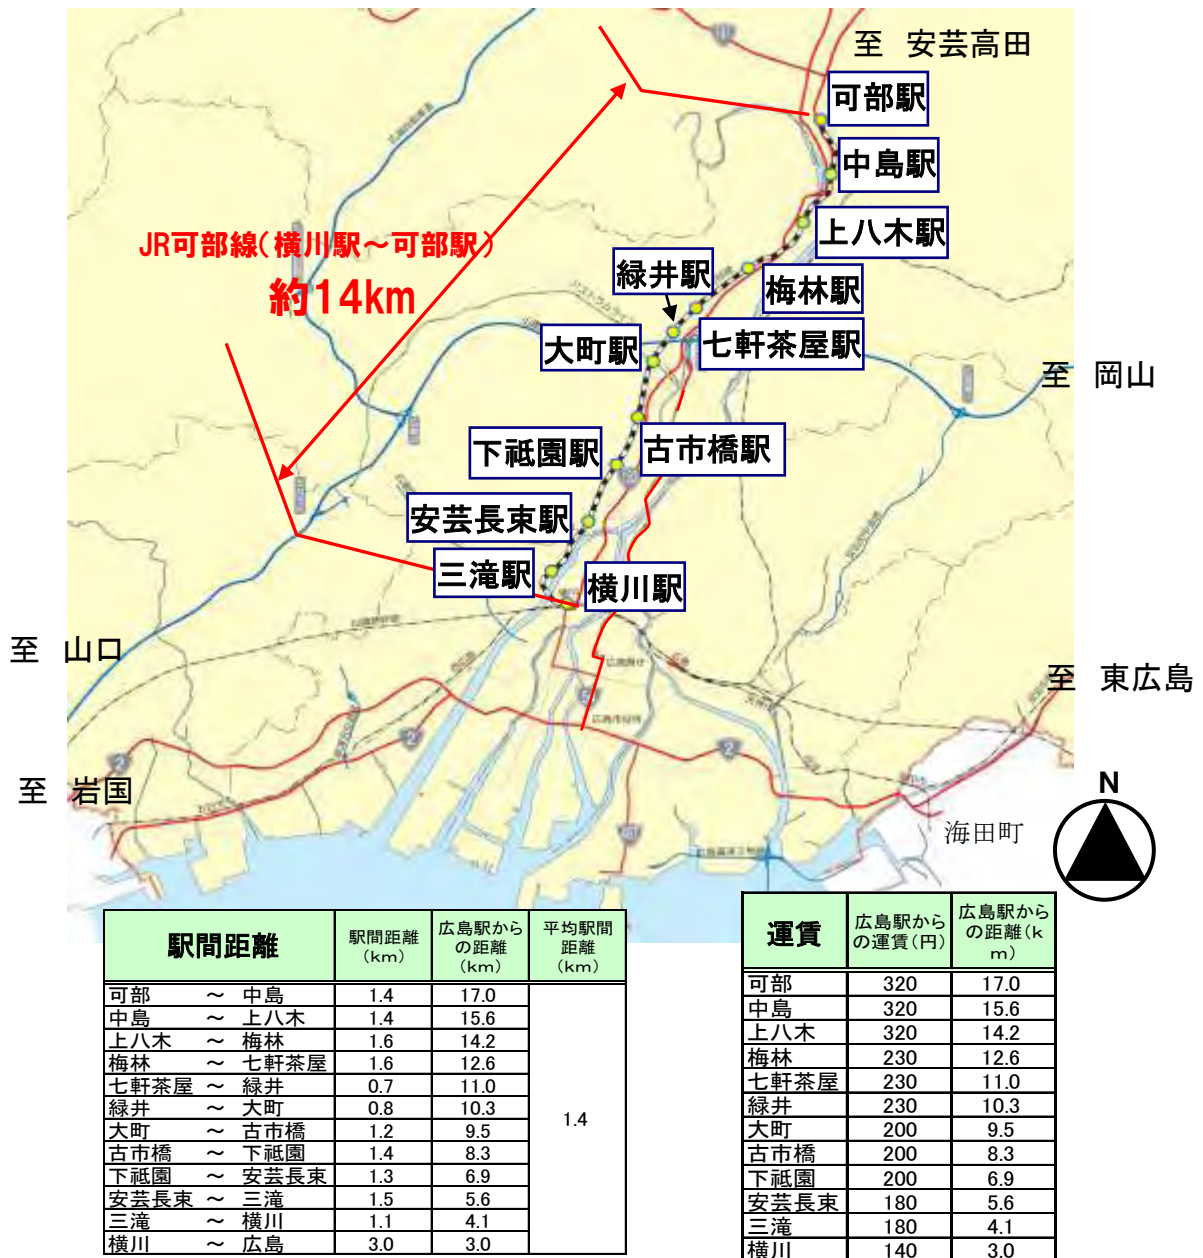 至 安芸高田
可部駅
中島駅
上八木駅
JR可部線(横川駅～可部駅)
約14km
緑井駅
梅林駅
大町駅
七軒茶屋駅
至 岡山
下祗園駅
古市橋駅
安芸長束駅
三滝駅
横川駅
至 山口
至 東広島
至 岩国
2
2
2
N
海田町
駅間距離
駅間距離
(km)
広島駅から
の距離
(km)
平均駅間
距離
(km)
可部 ～ 中島 1.4 17.0
中島 ～ 上八木 1.4 15.6
上八木 ～ 梅林 1.6 14.2
梅林 ～ 七軒茶屋 1.6 12.6
七軒茶屋 ～ 緑井 0.7 11.0
緑井 ～ 大町 0.8 10.3
1.4
大町 ～ 古市橋 1.2 9.5
古市橋 ～ 下祗園 1.4 8.3
下祗園 ～ 安芸長束 1.3 6.9
安芸長束 ～ 三滝 1.5 5.6
三滝 ～ 横川 1.1 4.1
横川 ～ 広島 3.0 3.0
運賃
広島駅から
の運賃(円)
広島駅から
の距離(k
m)
可部 320 17.0
中島 320 15.6
上八木 320 14.2
梅林 230 12.6
七軒茶屋 230 11.0
緑井 230 10.3
大町 200 9.5
古市橋 200 8.3
下祗園 200 6.9
安芸長束 180 5.6
三滝 180 4.1
横川 140 3.0